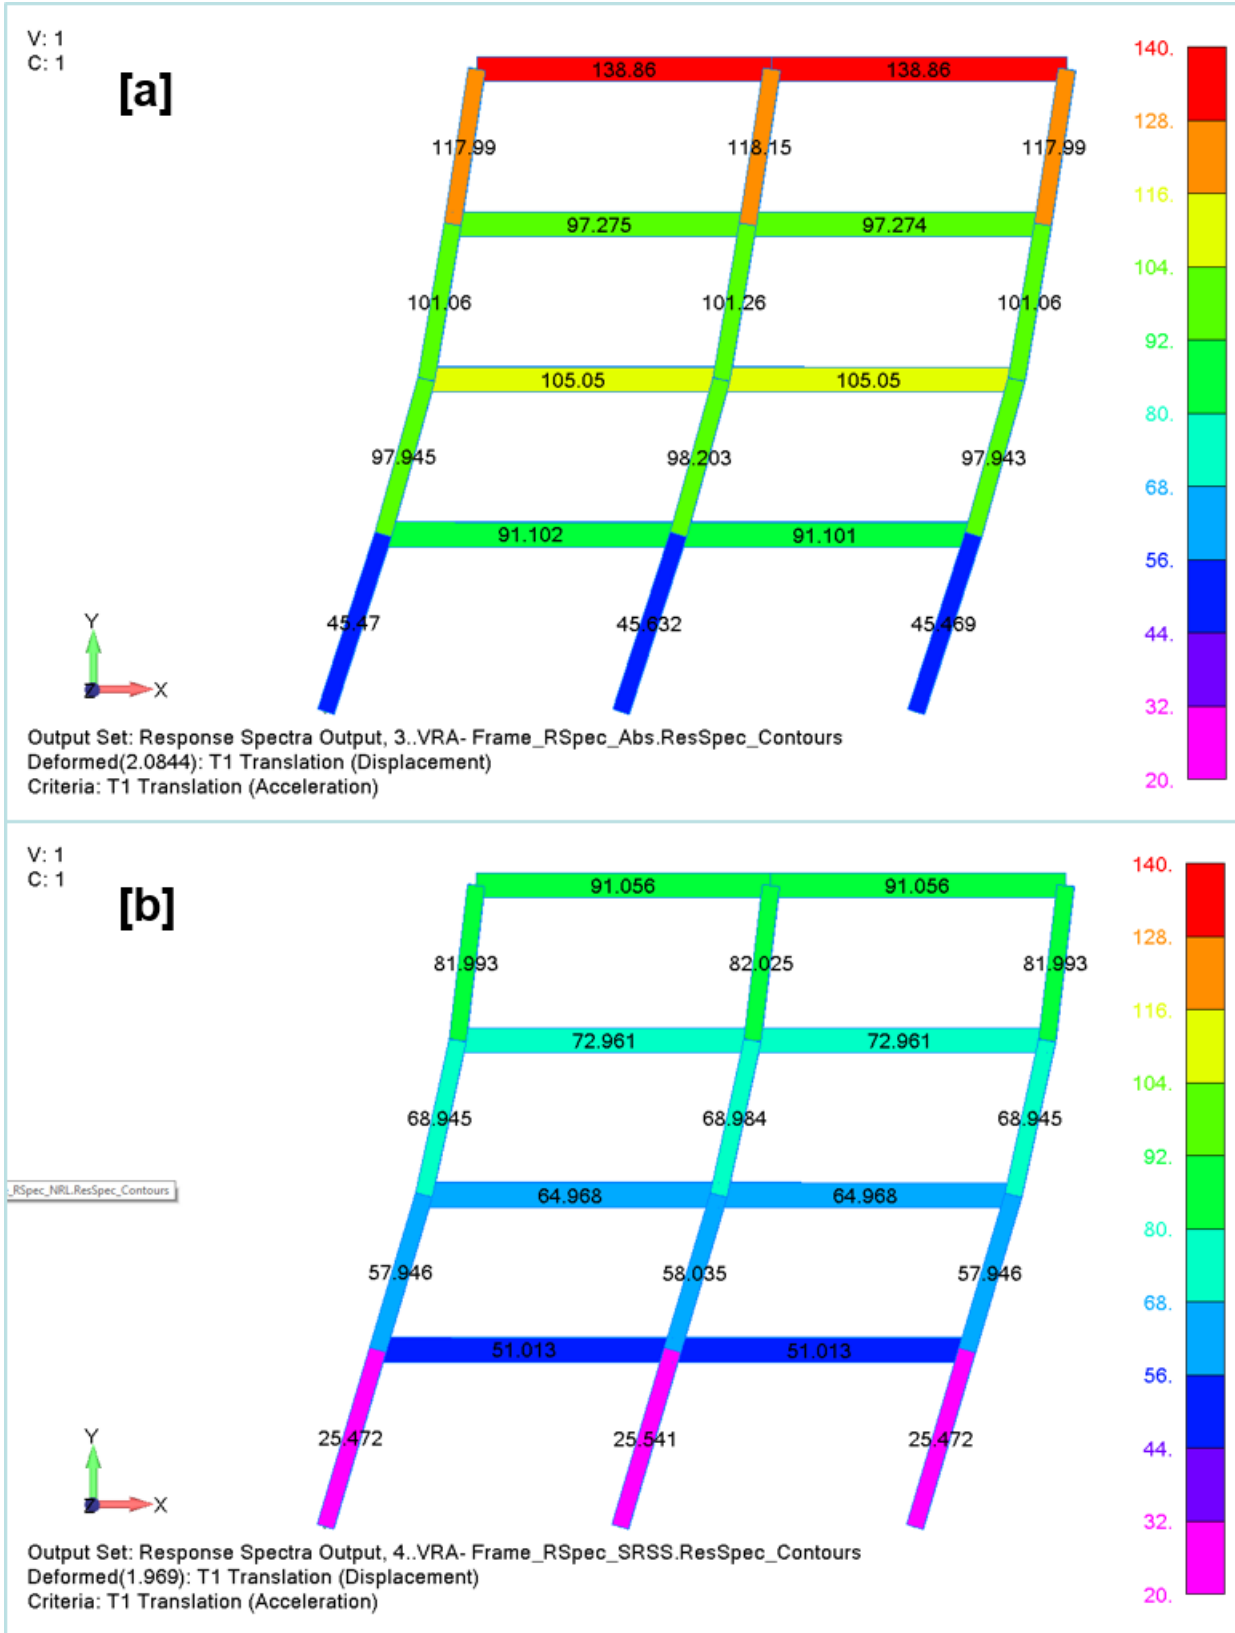 V: 1
C: 1
[a]
140.
138.86 138.86
128.
117.99 118.15 117.99
116.
97.275 97.274
104.
101.06 101.26 101.06
92.
105.05 105.05
80.
97.945 98.203 97.943
68.
91.102 91.101
56.
45.47 45.632 45.469
44.
32.
20.
Y
Z X
Output Set: Response Spectra Output, 3..VRA- Frame_RSpec_Abs.ResSpec_Contours
Deformed(2.0844): T1 Translation (Displacement)
Criteria: T1 Translation (Acceleration)
V: 1
C: 1
[b]
140.
91.056 91.056
128.
81.993 82.025 81.993
116.
72.961 72.961
104.
68.945 68.984 68.945
92.
_RSpec_NRL.ResSpec_Contours
64.968 64.968
80.
57.946 58.035 57.946
68.
51.013 51.013
56.
25.472 25.541 25.472
44.
32.
20.
Y
Z X
Output Set: Response Spectra Output, 4..VRA- Frame_RSpec_SRSS.ResSpec_Contours
Deformed(1.969): T1 Translation (Displacement)
Criteria: T1 Translation (Acceleration)